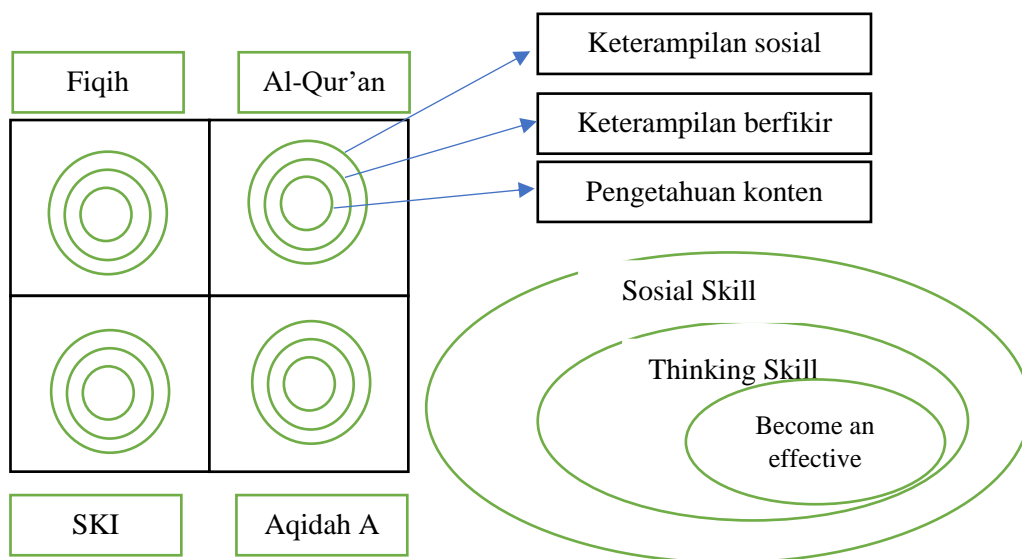 Keterampilan sosial
Fiqih
Al-Qur’an
Keterampilan berfikir
Pengetahuan konten
Sosial Skill
Thinking Skill
Become an
effective
SKI
Aqidah A